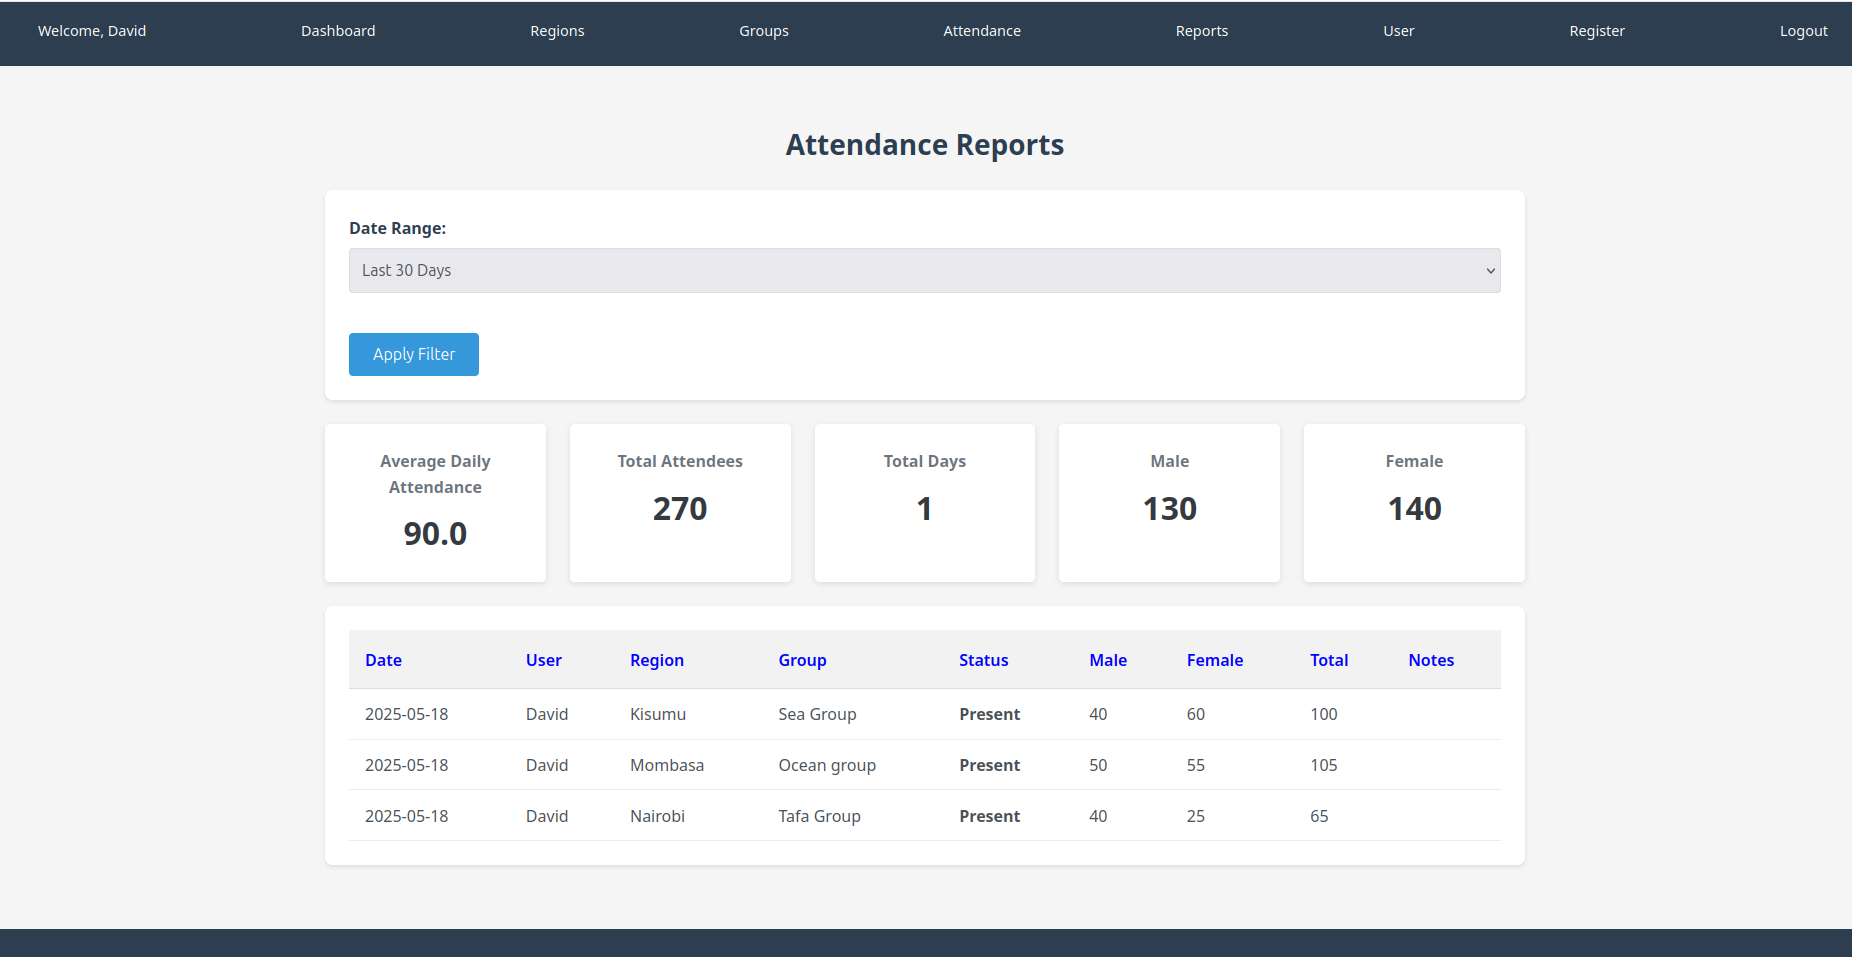 Welcome, David Dashboard Regions Groups Attendance Reports User Register Logout
Attendance Reports
Date Range:
Last 30 Days
Apply Filter
Average Daily Attendance
90.0
Total Attendees
270
Total Days
1
Male
130
Female
140
Date User Region Group Status Male Female Total Notes
2025-05-18 David Kisumu Sea Group Present 40 60 100
2025-05-18 David Mombasa Ocean group Present 50 55 105
2025-05-18 David Nairobi Tafa Group Present 40 25 65